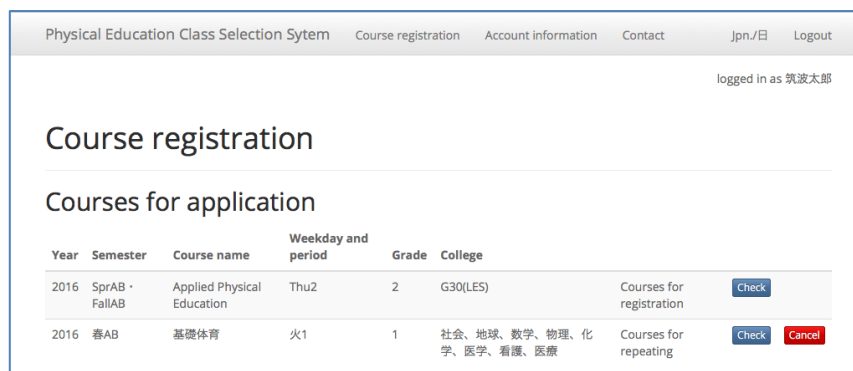 Physical Education Class Selection Sytem Course registration Account information Contact Jpn./日 Logout
logged in as 筑波太郎
Course registration
Courses for application
Year Semester Course name Weekday and period Grade College
2016 SprAB・FallAB Applied Physical Education Thu2 2 G30(LES) Courses for registration Check
2016 春AB 基礎体育 火1 1 社会、地球、数学、物理、化学、医学、看護、医療 Courses for repeating Check Cancel